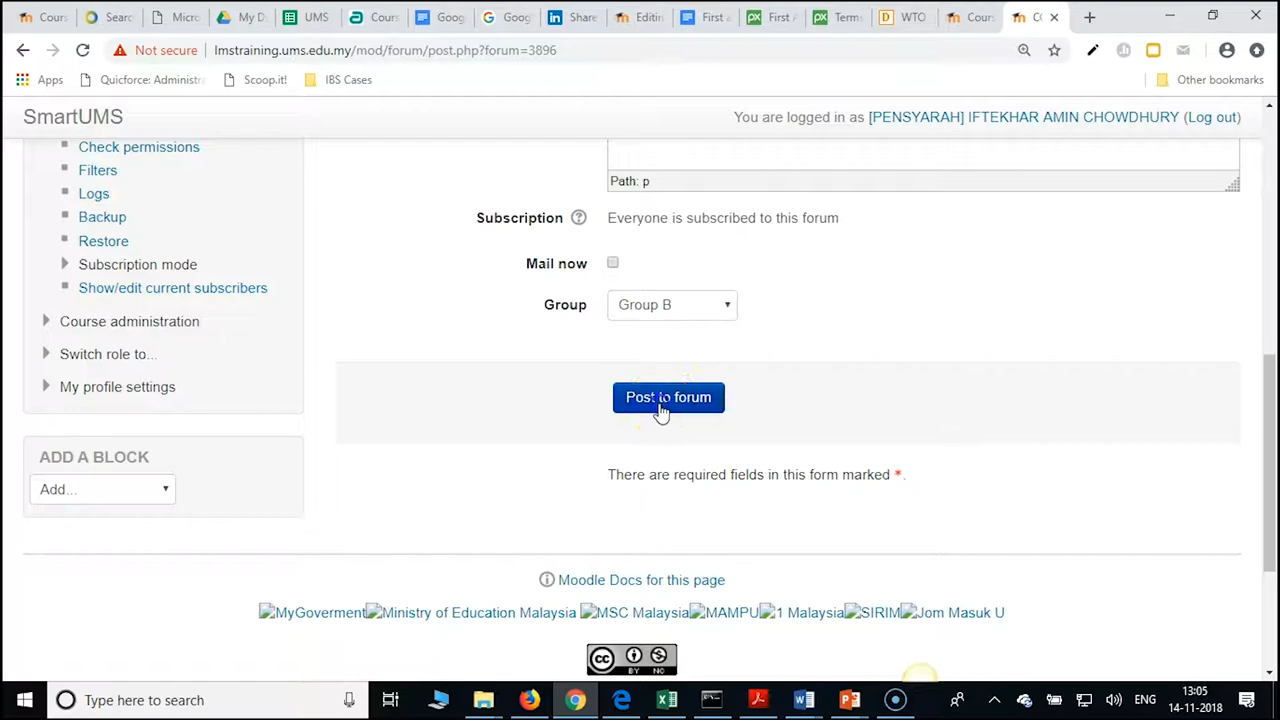 Cours
Searc
Micro
My D
UMS
Cours
Goog
Goog
Share
Editin
First a
First A
Terms
WTO
Cours
CO
Not secure
lmstraining.ums.edu.my/mod/forum/post.php?forum=3896
Apps
Quicforce: Administra
Scoop.it!
IBS Cases
Other bookmarks
SmartUMS
You are logged in as [PENSYARAH] IFTEKHAR AMIN CHOWDHURY (Log out)
Check permissions
Filters
Logs
Backup
Restore
Subscription mode
Show/edit current subscribers
Course administration
Switch role to...
My profile settings
ADD A BLOCK
Add...
Path: p
Subscription
Everyone is subscribed to this forum
Mail now
Group
Group B
Post to forum
There are required fields in this form marked *.
Moodle Docs for this page
MyGoverment
Ministry of Education Malaysia
MSC Malaysia
MAMPU
1 Malaysia
SIRIM
Jom Masuk U
CC
BY NC
Type here to search
ENG
13:05
14-11-2018